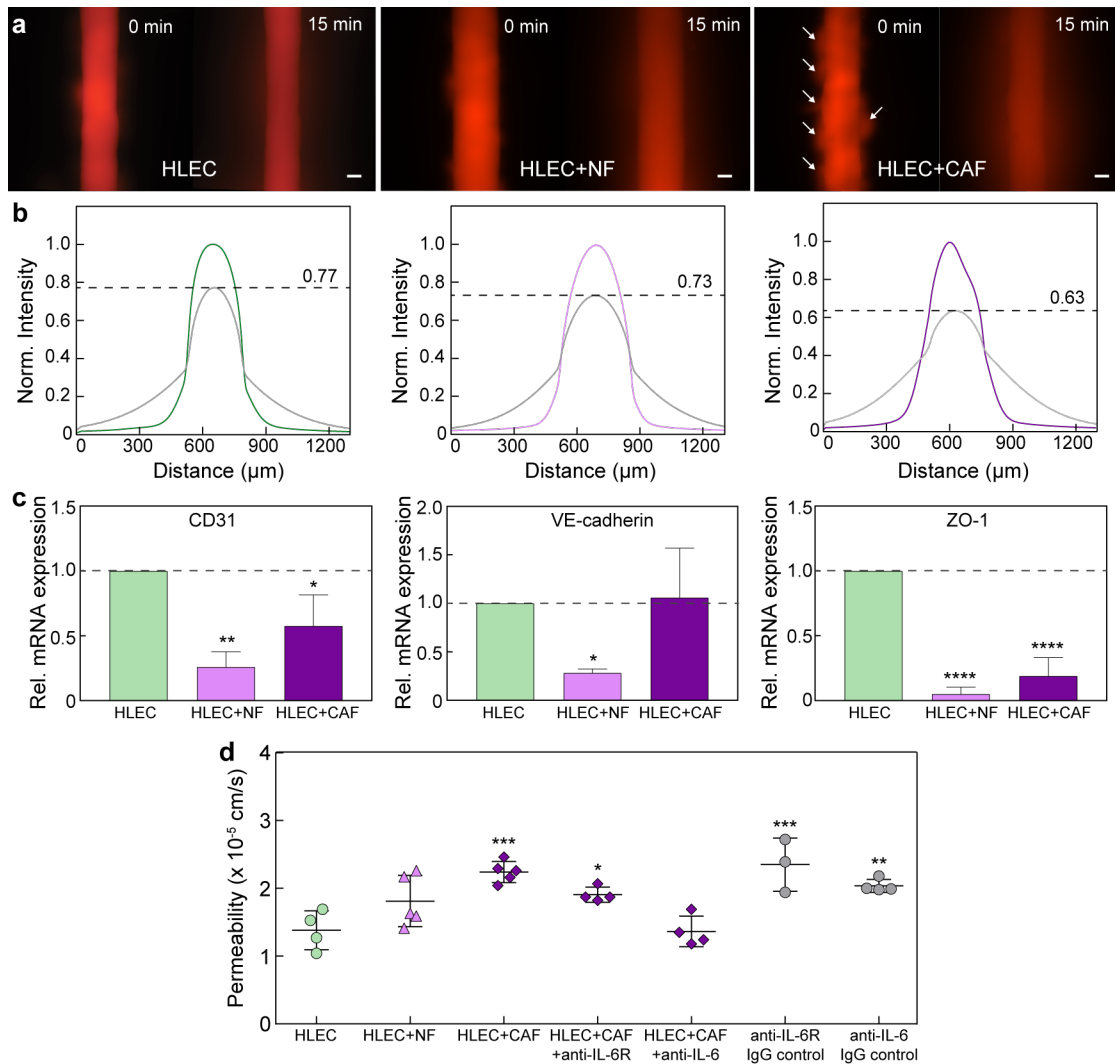 a
0 min 15 min
HLEC
0 min 15 min
HLEC+NF
0 min 15 min
HLEC+CAF
b
Norm. Intensity
1.0
0.8
0.6
0.4
0.2
0
0.77
0 300 600 900 1200
Distance (µm)
Norm. Intensity
1.0
0.8
0.6
0.4
0.2
0
0.73
0 300 600 900 1200
Distance (µm)
Norm. Intensity
1.0
0.8
0.6
0.4
0.2
0
0.63
0 300 600 900 1200
Distance (µm)
c
Rel. mRNA expression
1.5
1.0
0.5
0
CD31
**
*
HLEC HLEC+NF HLEC+CAF
Rel. mRNA expression
2.0
1.5
1.0
0.5
0
VE-cadherin
*
HLEC HLEC+NF HLEC+CAF
Rel. mRNA expression
1.5
1.0
0.5
0
ZO-1
****
****
HLEC HLEC+NF HLEC+CAF
d
Permeability (x 10-5 cm/s)
4
3
2
1
0
***
*
***
**
HLEC
HLEC+NF
HLEC+CAF
HLEC+CAF
+anti-IL-6R
HLEC+CAF
+anti-IL-6
anti-IL-6R
IgG control
anti-IL-6
IgG control